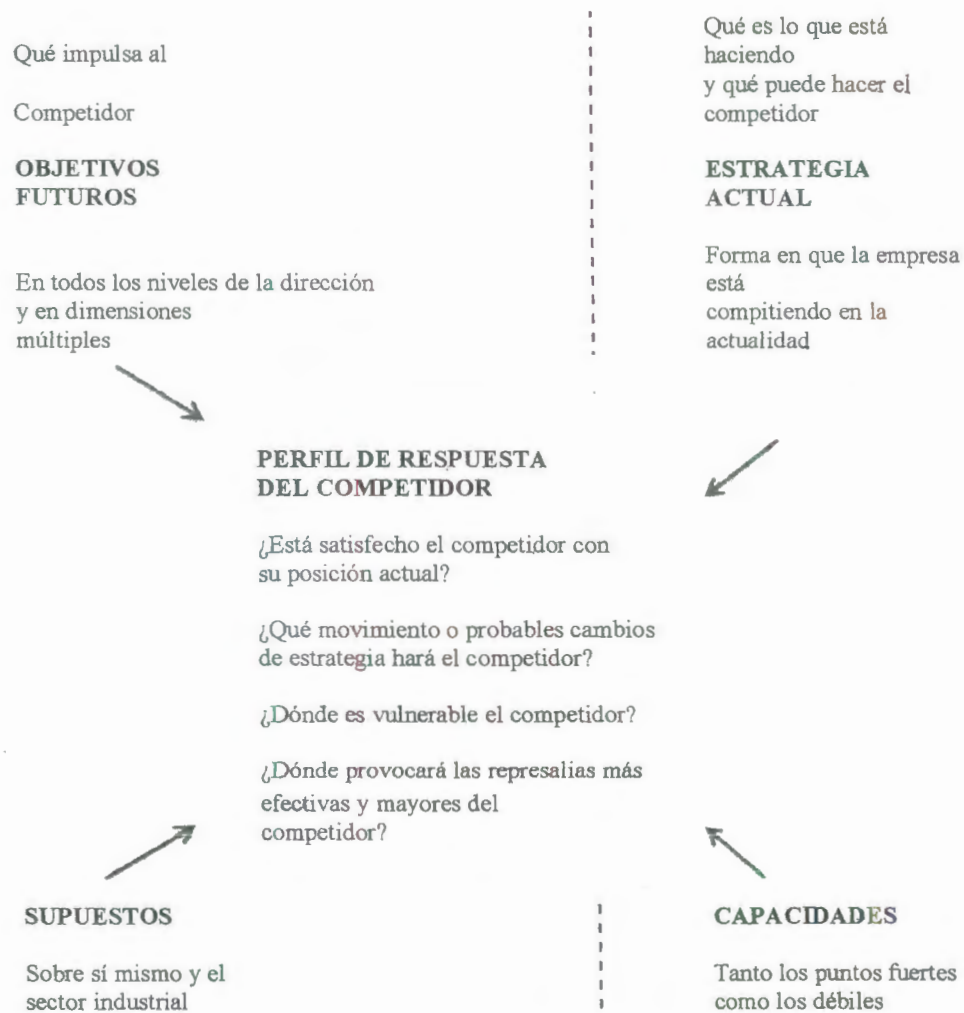 Qué impulsa al
Competidor
OBJETIVOS
FUTUROS
En todos los niveles de la dirección
y en dimensiones
múltiples
Qué es lo que está
haciendo
y qué puede hacer el
competidor
ESTRATEGIA
ACTUAL
Forma en que la empresa
está
compitiendo en la
actualidad
PERFIL DE RESPUESTA
DEL COMPETIDOR
¿Está satisfecho el competidor con
su posición actual?
¿Qué movimiento o probables cambios
de estrategia hará el competidor?
¿Dónde es vulnerable el competidor?
¿Dónde provocará las represalias más
efectivas y mayores del
competidor?
SUPUESTOS
Sobre sí mismo y el
sector industrial
CAPACIDADES
Tanto los puntos fuertes
como los débiles